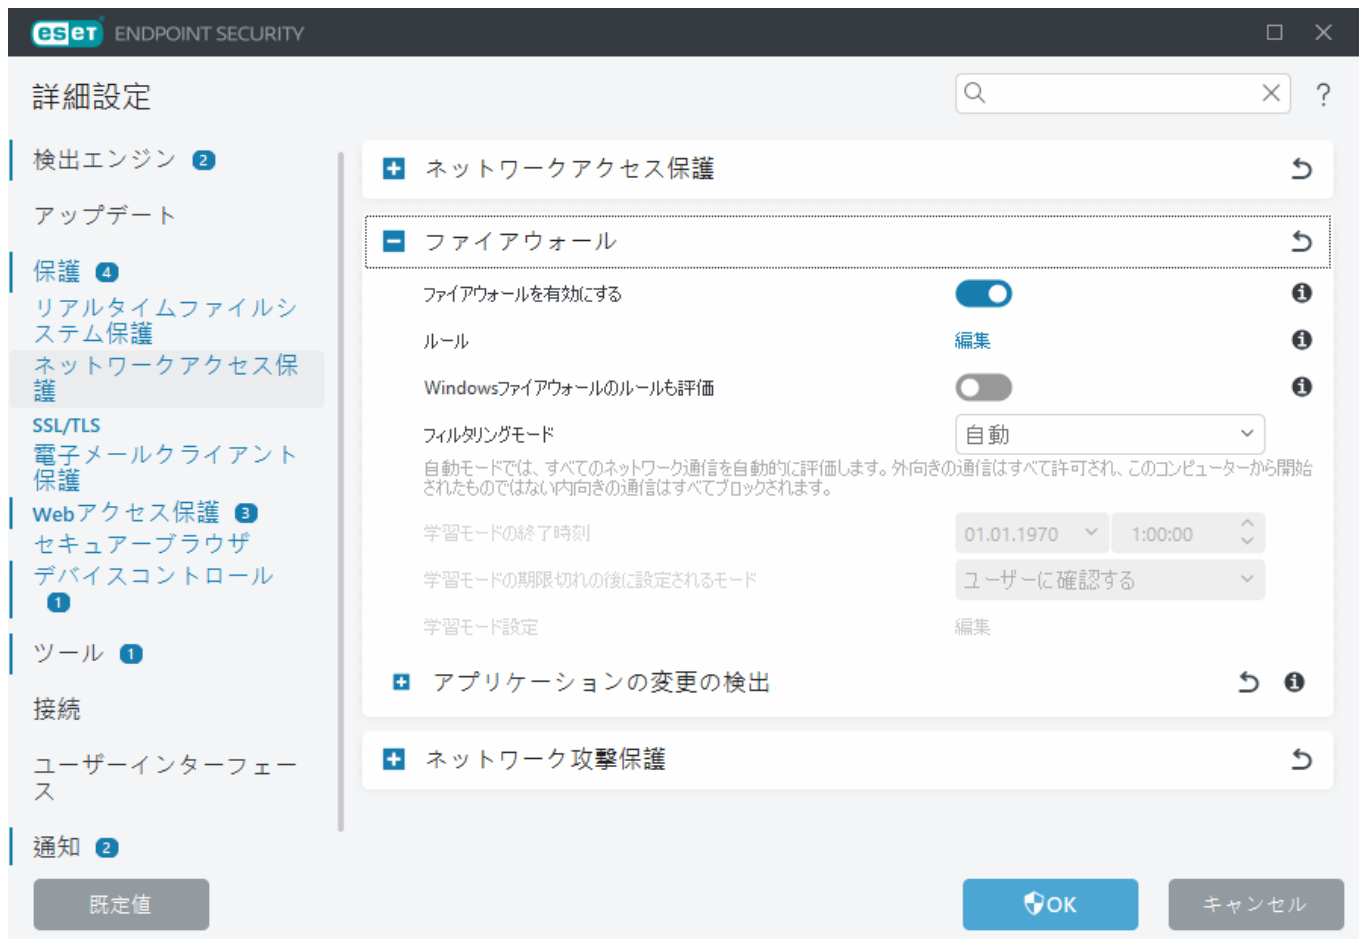 eset ENDPOINT SECURITY
詳細設定
?
検出エンジン 2
アップデート
保護 4
リアルタイムファイルシ
ステム保護
ネットワークアクセス保
護
SSL/TLS
電子メールクライアント
保護
Webアクセス保護 3
セキュアーブラウザ
デバイスコントロール
1
ツール 1
接続
ユーザーインターフェー
ス
通知 2
ネットワークアクセス保護
ファイアウォール
ファイアウォールを有効にする
ルール 編集
Windowsファイアウォールのルールも評価
フィルタリングモード 自動
自動モードでは、すべてのネットワーク通信を自動的に評価します。外向きの通信はすべて許可され、このコンピューターから開始
されたものではない内向きの通信はすべてブロックされます。
学習モードの終了時刻 01.01.1970 1:00:00
学習モードの期限切れの後に設定されるモード ユーザーに確認する
学習モード設定 編集
アプリケーションの変更の検出
ネットワーク攻撃保護
既定値 OK キャンセル